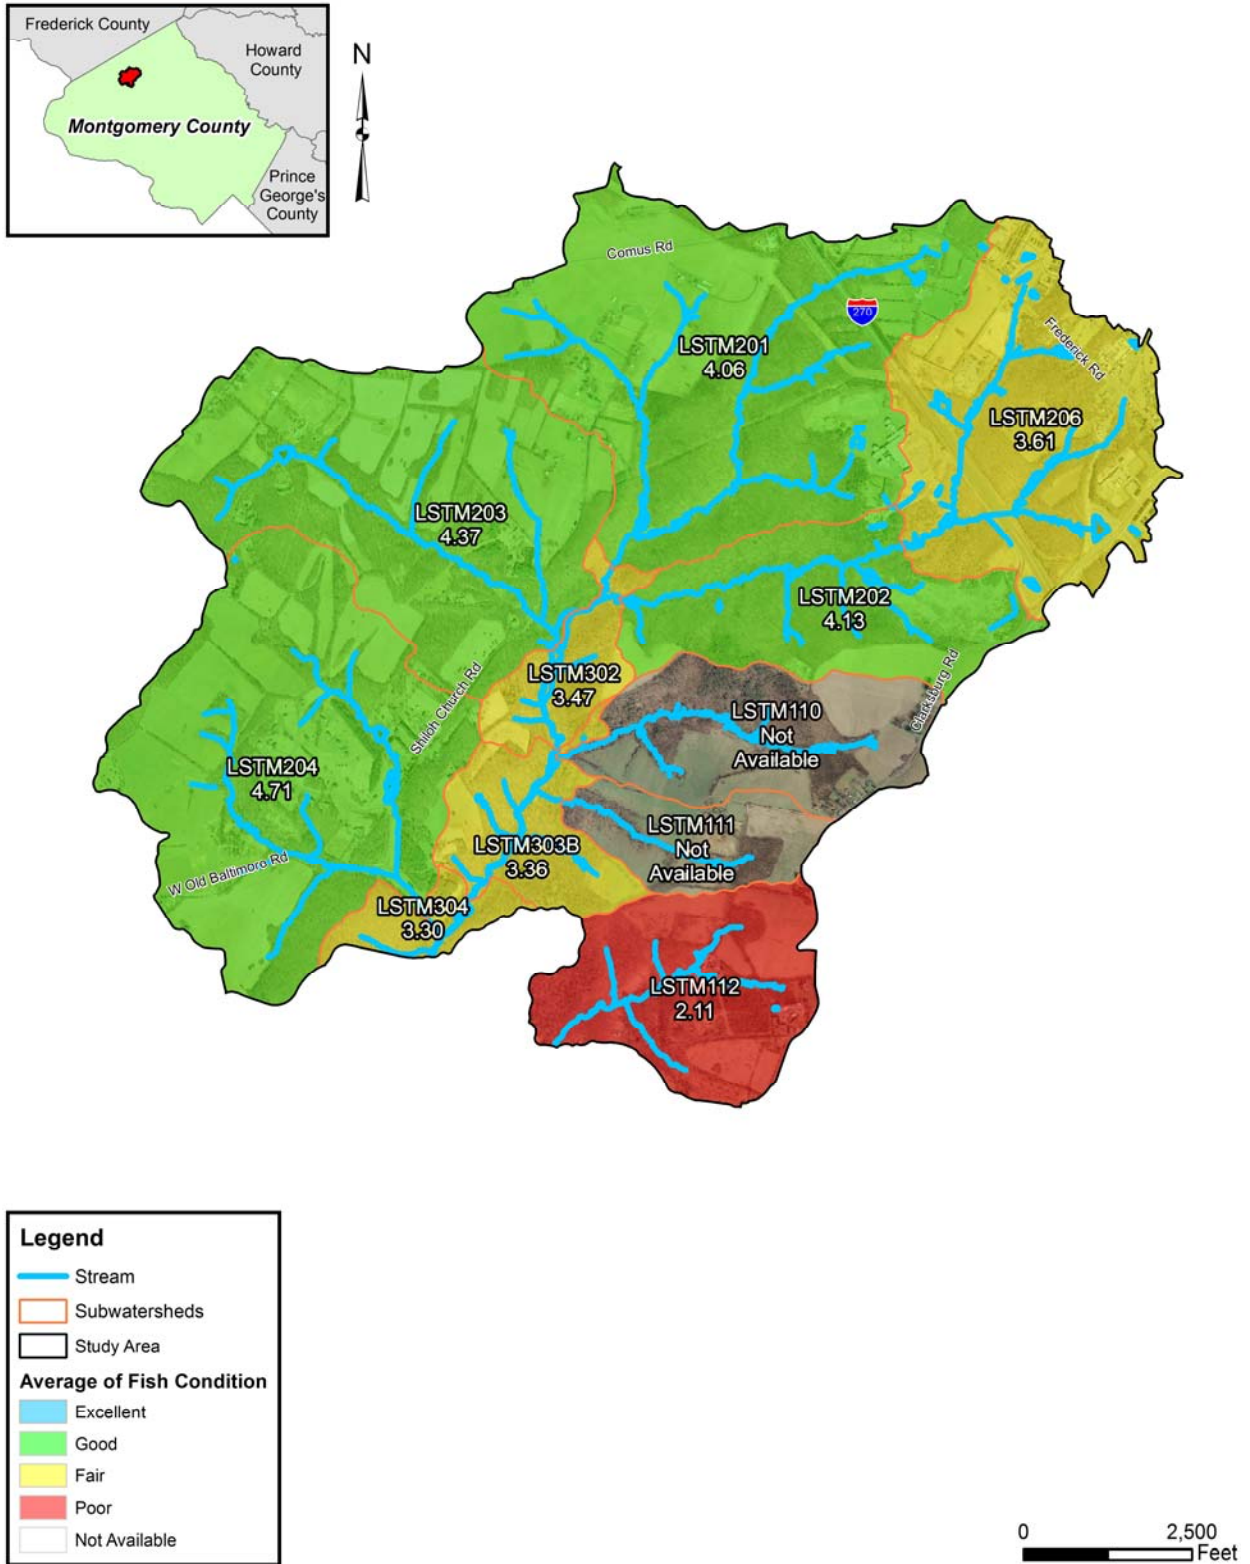 Frederick County
Howard
County
Montgomery County
Prince
George's
County
N
Comus Rd
270
Frederick Rd
LSTM201
4.06
LSTM206
3.61
LSTM203
4.37
LSTM202
4.13
Shiloh Church Rd
LSTM302
3.47
Clarksburg Rd
LSTM110
Not
Available
LSTM204
4.71
LSTM111
Not
Available
LSTM303B
3.36
W Old Baltimore Rd
LSTM304
3.30
LSTM112
2.11
Legend
Stream
Subwatersheds
Study Area
Average of Fish Condition
Excellent
Good
Fair
Poor
Not Available
0 2,500
Feet